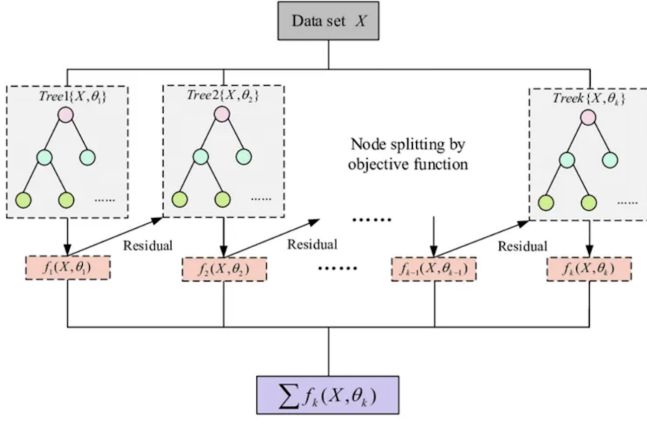 Data set X
Tree1{X,θ₁}
Tree2{X,θ₂}
Treek{X,θₖ}
Node splitting by
objective function
......
......
......
......
Residual
Residual
Residual
f₁(X,θ₁)
f₂(X,θ₂)
......
fₖ₋₁(X,θₖ₋₁)
fₖ(X,θₖ)
∑ fₖ(X,θₖ)